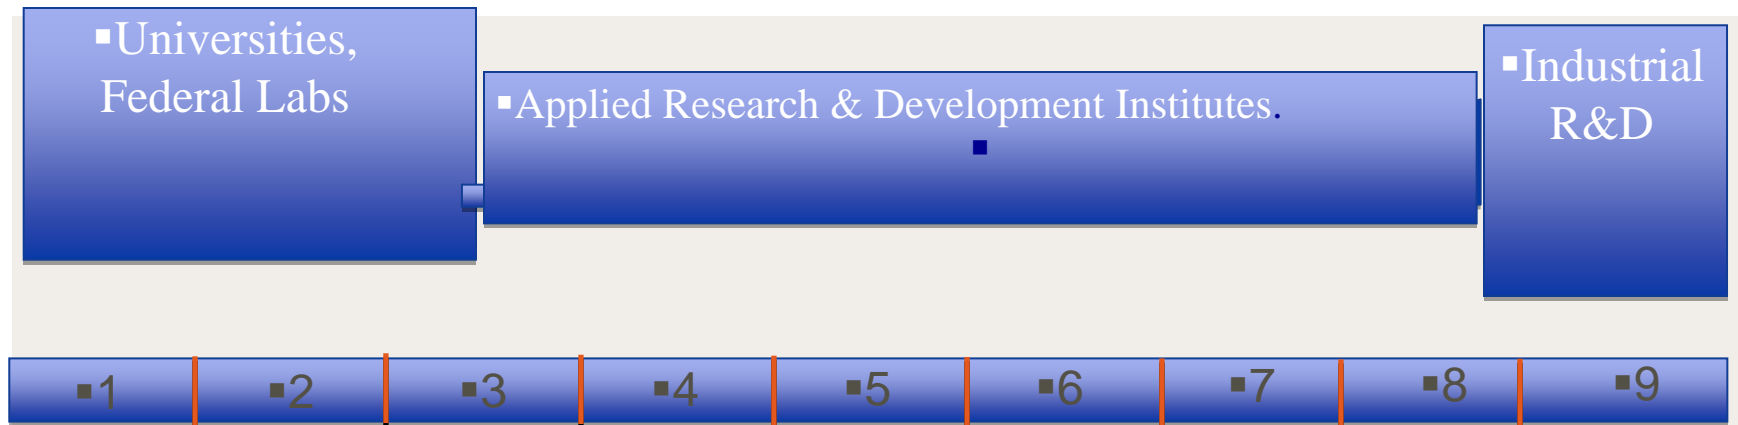 ▪Universities,
Federal Labs
▪Applied Research & Development Institutes.
▪
▪Industrial
R&D
▪1 ▪2 ▪3 ▪4 ▪5 ▪6 ▪7 ▪8 ▪9